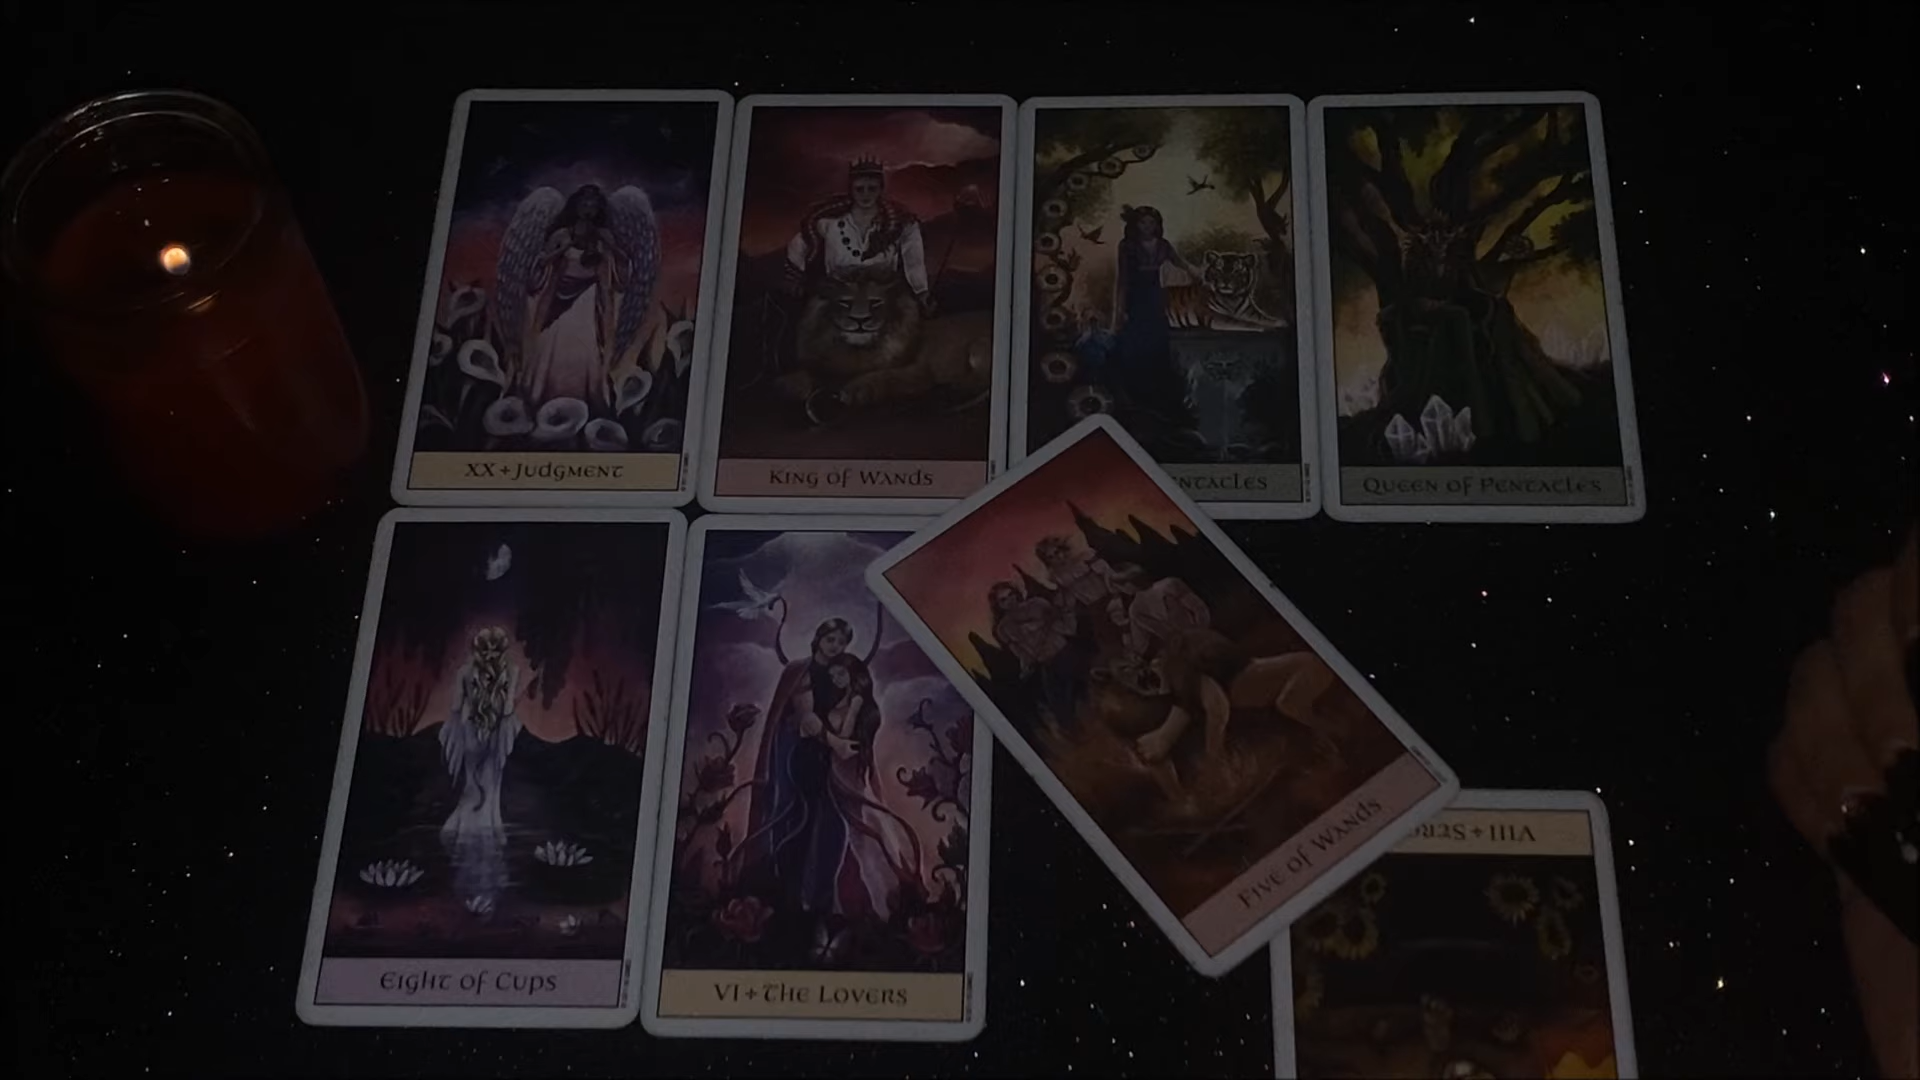 XX + Judgment
King of Wands
ntacles
Queen of Pentacles
Eight of Cups
VI + The Lovers
Five of Wands
VIII + Stre